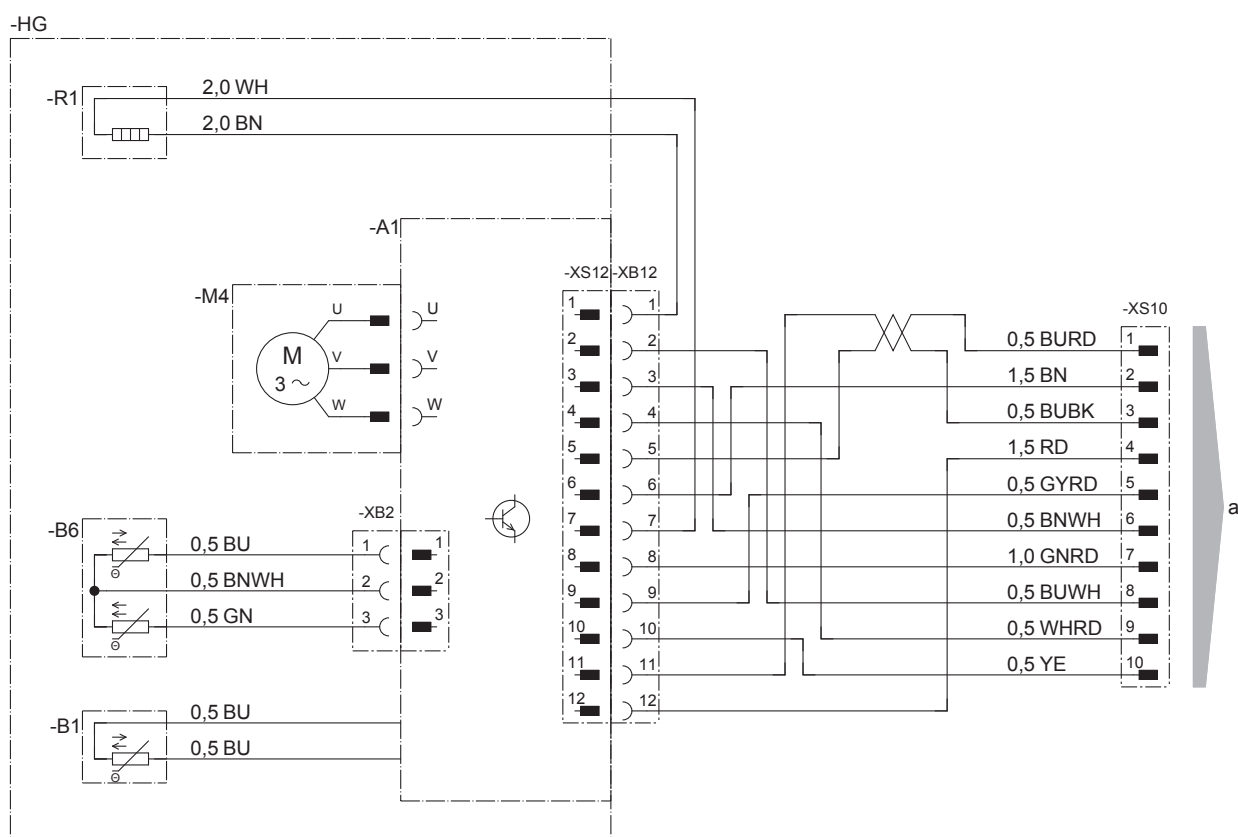 -HG
-R1
2,0 WH
2,0 BN
-A1
-M4
U
V
W
M
3 ~
U
V
W
-XS12
-XB12
1
2
3
4
5
6
7
8
9
10
11
12
1
2
3
4
5
6
7
8
9
10
11
12
-XS10
0,5 BURD
1
1,5 BN
2
0,5 BUBK
3
1,5 RD
4
0,5 GYRD
5
0,5 BNWH
6
1,0 GNRD
7
0,5 BUWH
8
0,5 WHRD
9
0,5 YE
10
a
-B6
Θ
Θ
0,5 BU
0,5 BNWH
0,5 GN
-XB2
1
2
3
1
2
3
-B1
Θ
0,5 BU
0,5 BU